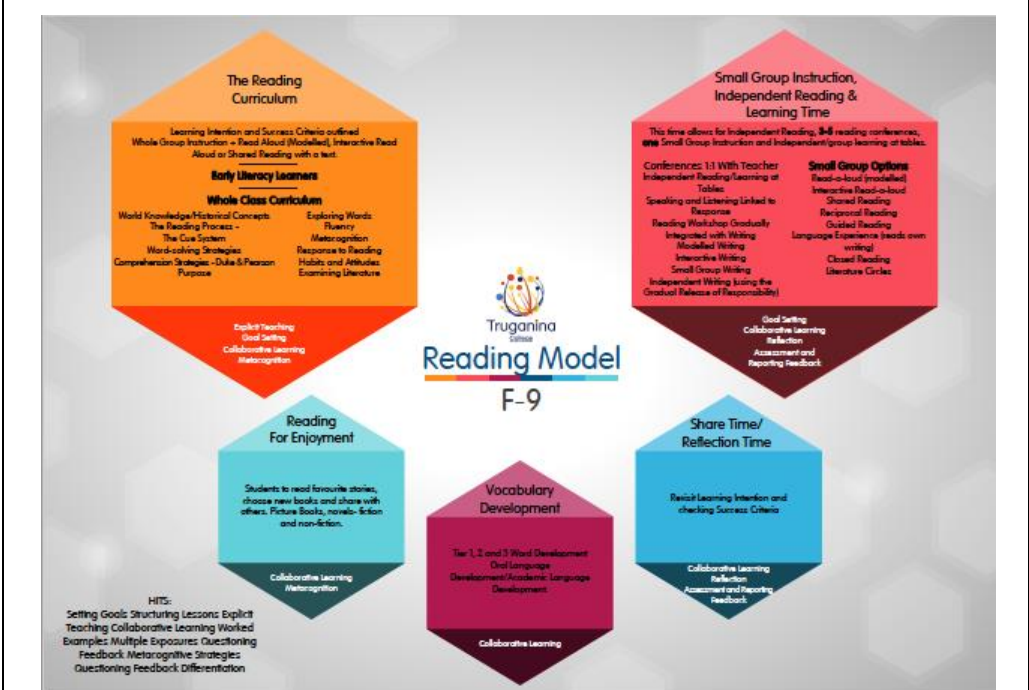 The Reading
Curriculum
Learning Intention and Success Criteria outlined
Whole Group Instruction + Read Aloud (Modelled), Interactive Read
Aloud or Shared Reading with a text.
Early Literacy Learners
Whole Class Curriculum
World Knowledge/Historical Concepts
The Reading Process -
The Cue System
Word-solving Strategies
Comprehension Strategies -Duke & Pearson
Purpose
Exploring Words
Fluency
Metacognition
Response to Reading
Habits and Attitudes
Examining Literature
Explicit Teaching
Goal Setting
Collaborative Learning
Metacognition
Small Group Instruction,
Independent Reading &
Learning Time
This time allows for Independent Reading, 3-5 reading conferences,
one Small Group Instruction and Independent/group learning at tables.
Conferences 1:1 With Teacher
Independent Reading/Learning at
Tables
Speaking and Listening Linked to
Response
Reading Workshop Gradually
Integrated with Writing
Modelled Writing
Interactive Writing
Small Group Writing
Independent Writing (using the
Gradual Release of Responsibility)
Small Group Options
Read-a-loud (modelled)
Interactive Read-a-loud
Shared Reading
Reciprocal Reading
Guided Reading
Language Experience (reads own
writing)
Closed Reading
Literature Circles
Goal Setting
Collaborative Learning
Reflection
Assessment and
Reporting Feedback
Truganina
College
Reading Model
F-9
Reading
For Enjoyment
Students to read favourite stories,
choose new books and share with
others. Picture Books, novels- fiction
and non-fiction.
Collaborative Learning
Metacognition
Vocabulary
Development
Tier 1, 2 and 3 Word Development
Oral Language
Development/Academic Language
Development
Collaborative Learning
Share Time/
Reflection Time
Revisit Learning Intention and
checking Success Criteria
Collaborative Learning
Reflection
Assessment and Reporting
Feedback
HITS:
Setting Goals Structuring Lessons Explicit
Teaching Collaborative Learning Worked
Examples Multiple Exposures Questioning
Feedback Metacognitive Strategies
Questioning Feedback Differentiation